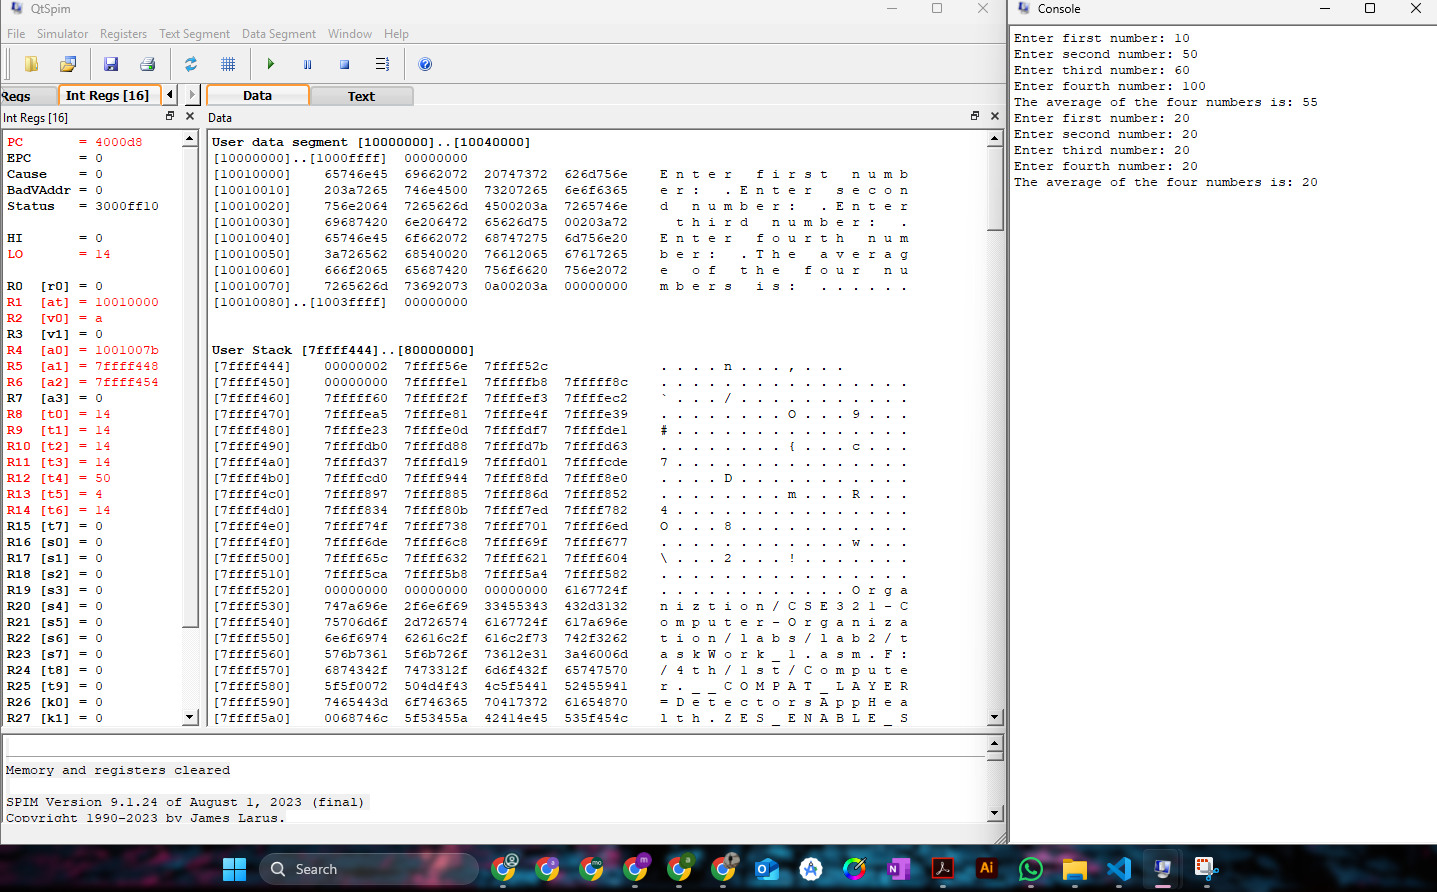 QtSpim
File Simulator Registers Text Segment Data Segment Window Help
Regs Int Regs [16] Data Text
Int Regs [16]
PC = 4000d8
EPC = 0
Cause = 0
BadVAddr = 0
Status = 3000ff10
HI = 0
LO = 14
R0 [r0] = 0
R1 [at] = 10010000
R2 [v0] = a
R3 [v1] = 0
R4 [a0] = 1001007b
R5 [a1] = 7ffff448
R6 [a2] = 7ffff454
R7 [a3] = 0
R8 [t0] = 14
R9 [t1] = 14
R10 [t2] = 14
R11 [t3] = 14
R12 [t4] = 50
R13 [t5] = 4
R14 [t6] = 14
R15 [t7] = 0
R16 [s0] = 0
R17 [s1] = 0
R18 [s2] = 0
R19 [s3] = 0
R20 [s4] = 0
R21 [s5] = 0
R22 [s6] = 0
R23 [s7] = 0
R24 [t8] = 0
R25 [t9] = 0
R26 [k0] = 0
R27 [k1] = 0
Data
User data segment [10000000]..[10040000]
[10000000]..[1000ffff] 00000000
[10010000] 65746e45 69662072 20747372 626d756e E n t e r f i r s t n u m b
[10010010] 203a7265 746e4500 73207265 6e6f6365 e r : . E n t e r s e c o n
[10010020] 756e2064 7265626d 4500203a 7265746e d n u m b e r : . E n t e r
[10010030] 69687420 6e206472 65626d75 00203a72 t h i r d n u m b e r : .
[10010040] 65746e45 6f662072 68747275 6d756e20 E n t e r f o u r t h n u m
[10010050] 3a726562 68540020 76612065 67617265 b e r : . T h e a v e r a g
[10010060] 666f2065 65687420 756f6620 756e2072 e o f t h e f o u r n u
[10010070] 7265626d 73692073 0a00203a 00000000 m b e r s i s : . . . . . .
[10010080]..[1003ffff] 00000000
User Stack [7ffff444]..[80000000]
[7ffff444] 00000002 7ffff56e 7ffff52c . . . . n . . . , . . .
[7ffff450] 00000000 7fffffe1 7fffffb8 7fffff8c . . . . . . . . . . . . . . . .
[7ffff460] 7fffff60 7fffff2f 7ffffef3 7ffffec2 ` . . . / . . . . . . . . . . .
[7ffff470] 7ffffea5 7ffffe81 7ffffe4f 7ffffe39 . . . . . . . . O . . . 9 . . .
[7ffff480] 7ffffe23 7ffffe0d 7ffffdf7 7ffffde1 # . . . . . . . . . . . . . . .
[7ffff490] 7ffffdb0 7ffffd88 7ffffd7b 7ffffd63 . . . . . . . . { . . . c . . .
[7ffff4a0] 7ffffd37 7ffffd19 7ffffd01 7ffffcde 7 . . . . . . . . . . . . . . .
[7ffff4b0] 7ffffcd0 7ffff944 7ffff8fd 7ffff8e0 . . . . D . . . . . . . . . . .
[7ffff4c0] 7ffff897 7ffff885 7ffff86d 7ffff852 . . . . . . . . m . . . R . . .
[7ffff4d0] 7ffff834 7ffff80b 7ffff7ed 7ffff782 4 . . . . . . . . . . . . . . .
[7ffff4e0] 7ffff74f 7ffff738 7ffff701 7ffff6ed O . . . 8 . . . . . . . . . . .
[7ffff4f0] 7ffff6de 7ffff6c8 7ffff69f 7ffff677 . . . . . . . . . . . . w . . .
[7ffff500] 7ffff65c 7ffff632 7ffff621 7ffff604 \ . . . 2 . . . ! . . . . . . .
[7ffff510] 7ffff5ca 7ffff5b8 7ffff5a4 7ffff582 . . . . . . . . . . . . . . . .
[7ffff520] 00000000 00000000 00000000 6167724f . . . . . . . . . . . . O r g a
[7ffff530] 747a696e 2f6e6f69 33455343 432d3132 n i z t i o n / C S E 3 2 1 - C
[7ffff540] 75706d6f 2d726574 6167724f 617a696e o m p u t e r - O r g a n i z a
[7ffff550] 6e6f6974 62616c2f 616c2f73 742f3262 t i o n / l a b s / l a b 2 / t
[7ffff560] 576b7361 5f6b726f 73612e31 3a46006d a s k W o r k _ 1 . a s m . F :
[7ffff570] 6874342f 7473312f 6d6f432f 65747570 / 4 t h / 1 s t / C o m p u t e
[7ffff580] 5f5f0072 504d4f43 4c5f5441 52455941 r . _ _ C O M P A T _ L A Y E R
[7ffff590] 7465443d 6f746365 70417372 61654870 = D e t e c t o r s A p p H e a
[7ffff5a0] 0068746c 5f53455a 42414e45 535f454c l t h . Z E S _ E N A B L E _ S
Memory and registers cleared
SPIM Version 9.1.24 of August 1, 2023 (final)
Copyright 1990-2023 by James Larus.
Console
Enter first number: 10
Enter second number: 50
Enter third number: 60
Enter fourth number: 100
The average of the four numbers is: 55
Enter first number: 20
Enter second number: 20
Enter third number: 20
Enter fourth number: 20
The average of the four numbers is: 20
Search